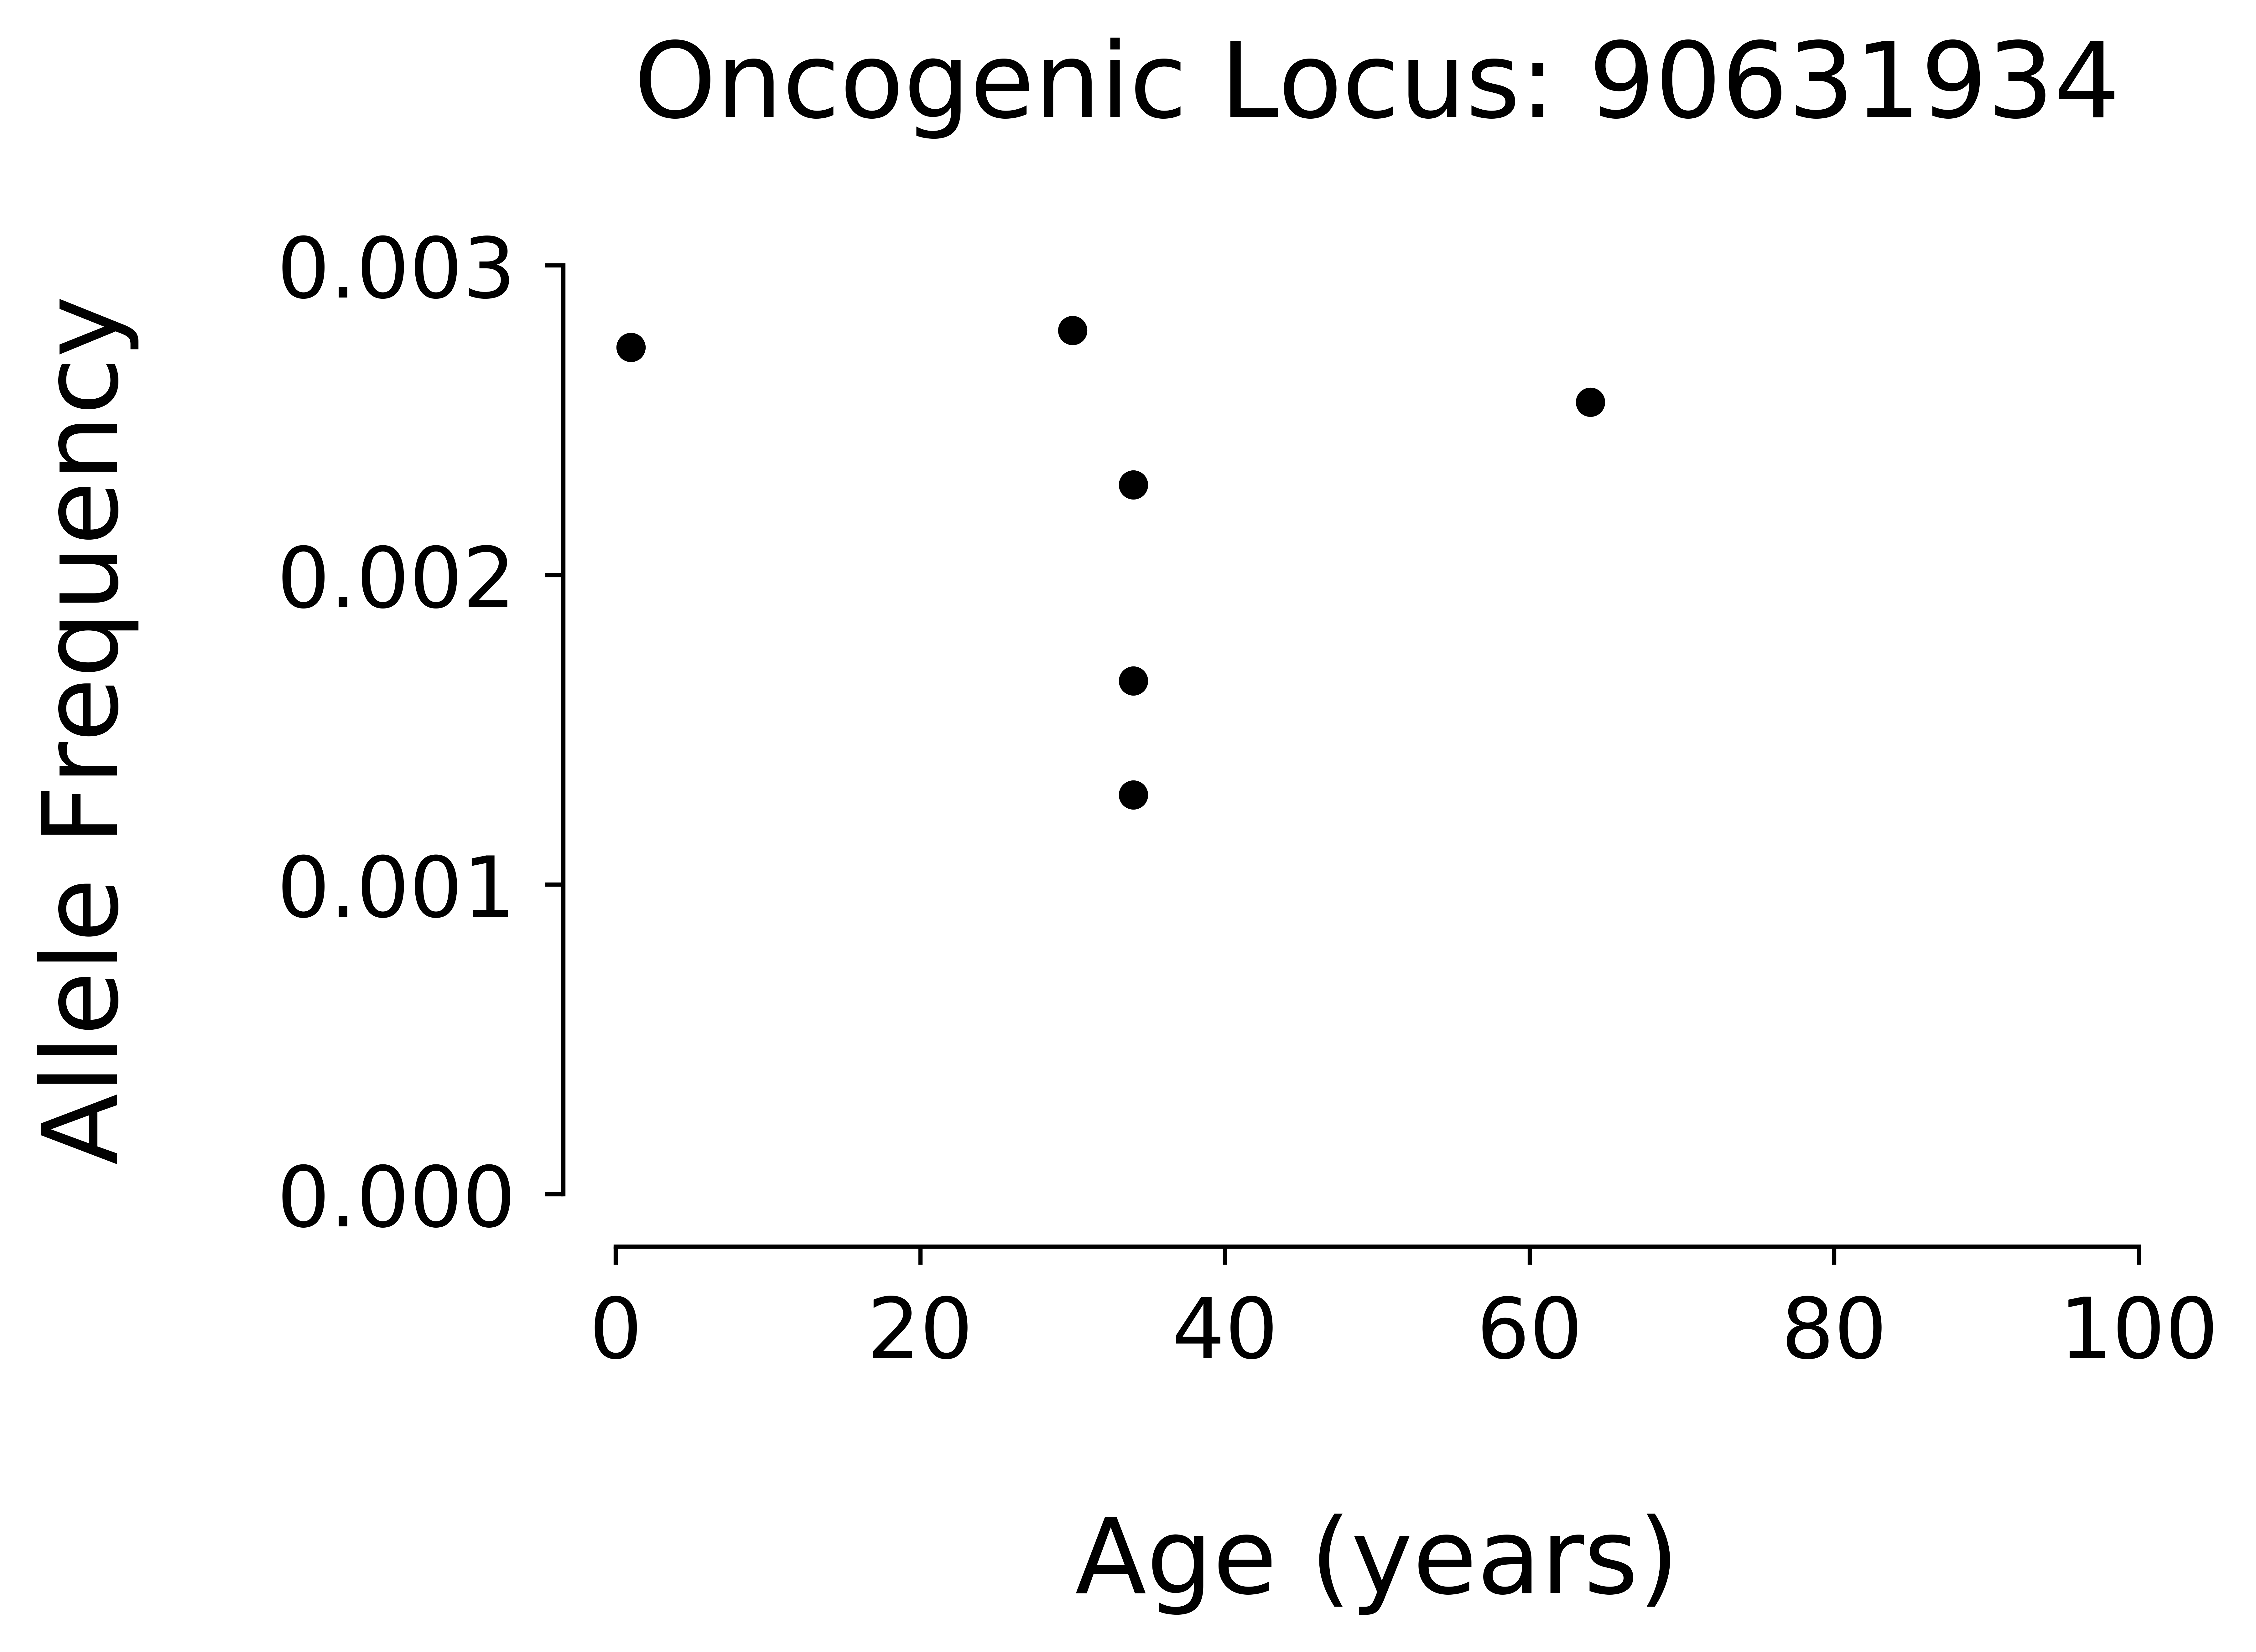 Oncogenic Locus: 90631934
Allele Frequency
0.003
0.002
0.001
0.000
0 20 40 60 80 100
Age (years)